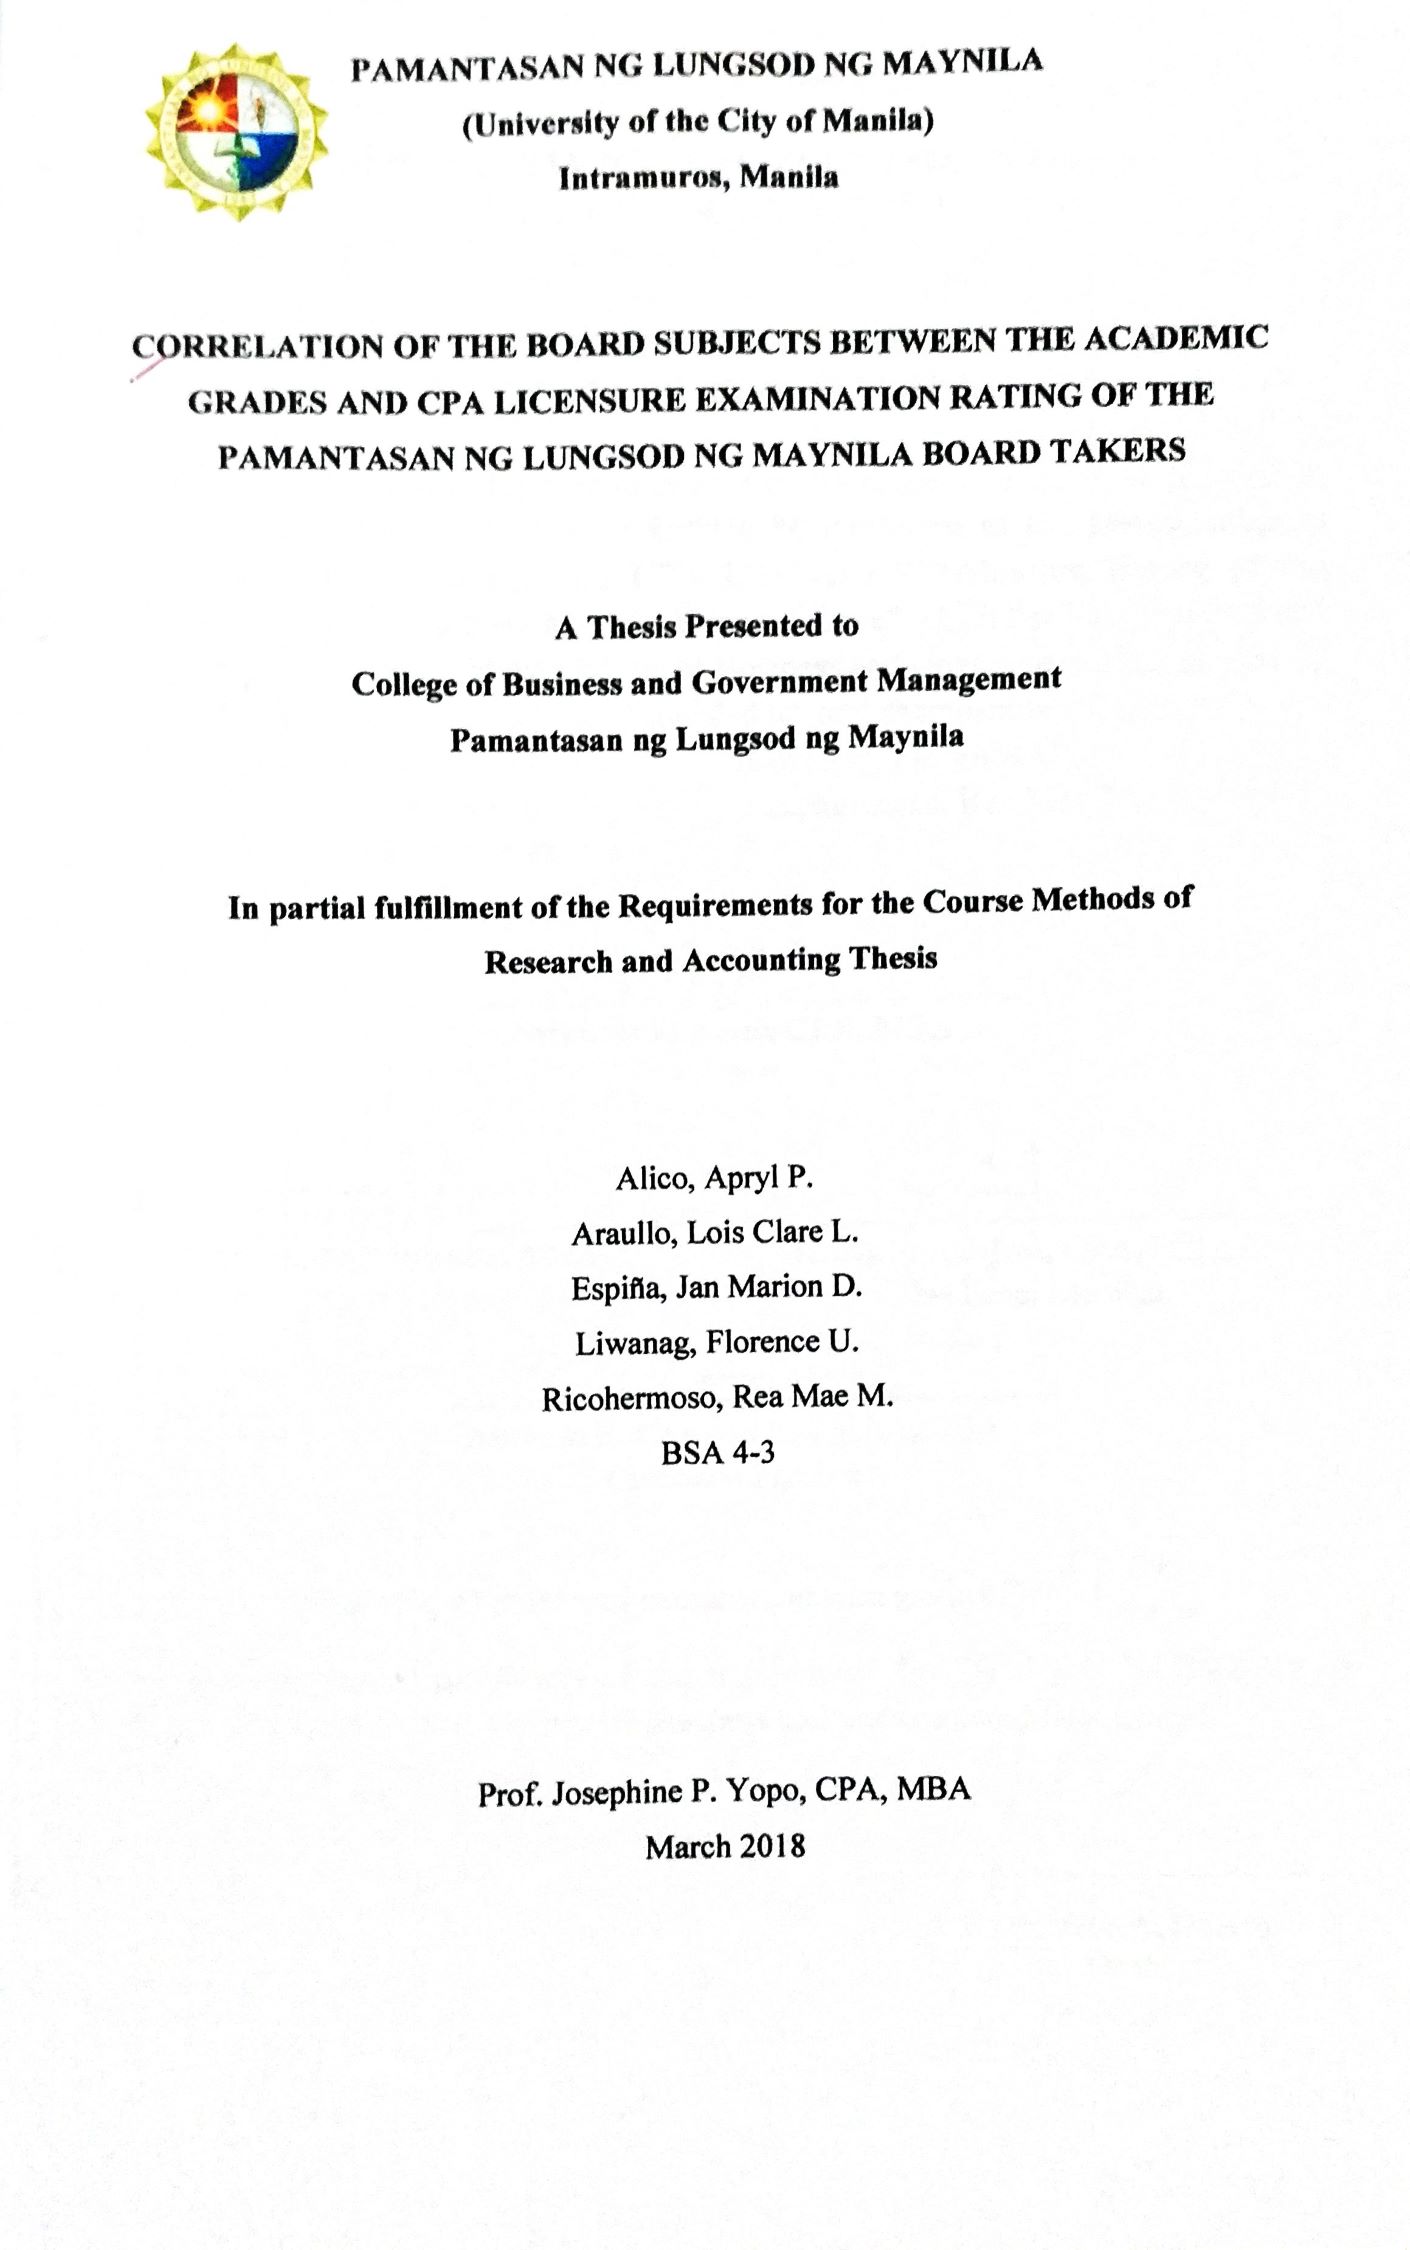 PAMANTASAN NG LUNGSOD NG MAYNILA
(University of the City of Manila)
Intramuros, Manila
CORRELATION OF THE BOARD SUBJECTS BETWEEN THE ACADEMIC
GRADES AND CPA LICENSURE EXAMINATION RATING OF THE
PAMANTASAN NG LUNGSOD NG MAYNILA BOARD TAKERS
A Thesis Presented to
College of Business and Government Management
Pamantasan ng Lungsod ng Maynila
In partial fulfillment of the Requirements for the Course Methods of
Research and Accounting Thesis
Alico, Apryl P.
Araullo, Lois Clare L.
Espiña, Jan Marion D.
Liwanag, Florence U.
Ricohermoso, Rea Mae M.
BSA 4-3
Prof. Josephine P. Yopo, CPA, MBA
March 2018